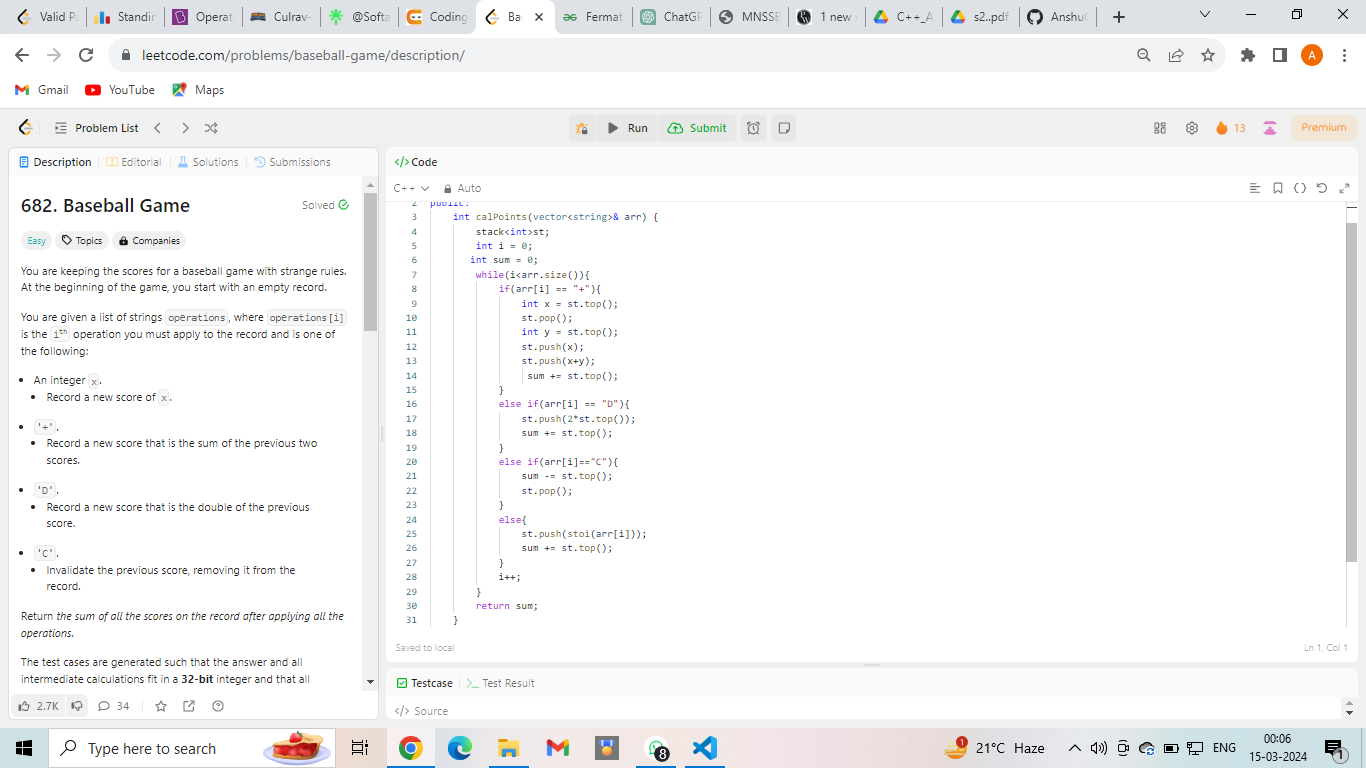 Valid Pa
Standin
Operat
Culrav-
@Softa
Coding
Ba
Fermat
ChatGP
MNSSE
1 new
C++_A
s2..pdf
AnshuG
leetcode.com/problems/baseball-game/description/
A
Gmail
YouTube
Maps
Problem List
Run
Submit
13
Premium
Description
Editorial
Solutions
Submissions
682. Baseball Game
Solved
Easy
Topics
Companies
You are keeping the scores for a baseball game with strange rules.
At the beginning of the game, you start with an empty record.
You are given a list of strings operations, where operations[i]
is the ith operation you must apply to the record and is one of
the following:
• An integer x.
• Record a new score of x.
• '+'.
• Record a new score that is the sum of the previous two
scores.
• 'D'.
• Record a new score that is the double of the previous
score.
• 'C'.
• Invalidate the previous score, removing it from the
record.
Return the sum of all the scores on the record after applying all the
operations.
The test cases are generated such that the answer and all
intermediate calculations fit in a 32-bit integer and that all
2.7K
34
</> Code
C++
Auto
2 public:
3 int calPoints(vector<string>& arr) {
4 stack<int>st;
5 int i = 0;
6 int sum = 0;
7 while(i<arr.size()){
8 if(arr[i] == "+"){
9 int x = st.top();
10 st.pop();
11 int y = st.top();
12 st.push(x);
13 st.push(x+y);
14 sum += st.top();
15 }
16 else if(arr[i] == "D"){
17 st.push(2*st.top());
18 sum += st.top();
19 }
20 else if(arr[i]=="C"){
21 sum -= st.top();
22 st.pop();
23 }
24 else{
25 st.push(stoi(arr[i]));
26 sum += st.top();
27 }
28 i++;
29 }
30 return sum;
31 }
Saved to local
Ln 1, Col 1
Testcase
Test Result
</> Source
Type here to search
8
1
21°C Haze
ENG
00:06
15-03-2024
1